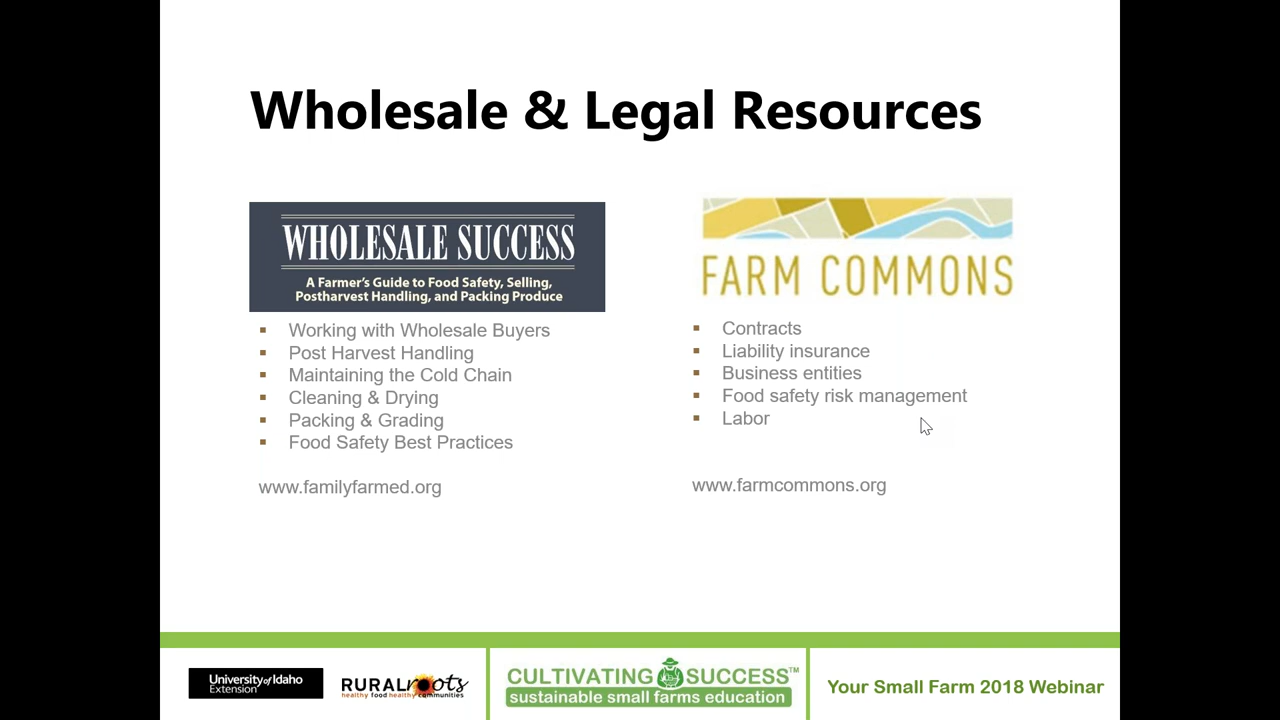 Wholesale & Legal Resources
WHOLESALE SUCCESS
A Farmer's Guide to Food Safety, Selling,
Postharvest Handling, and Packing Produce
Working with Wholesale Buyers
Post Harvest Handling
Maintaining the Cold Chain
Cleaning & Drying
Packing & Grading
Food Safety Best Practices
www.familyfarmed.org
FARM COMMONS
Contracts
Liability insurance
Business entities
Food safety risk management
Labor
www.farmcommons.org
University of Idaho
Extension
RURAL roots
healthy food healthy communities
CULTIVATING SUCCESS™
sustainable small farms education
Your Small Farm 2018 Webinar